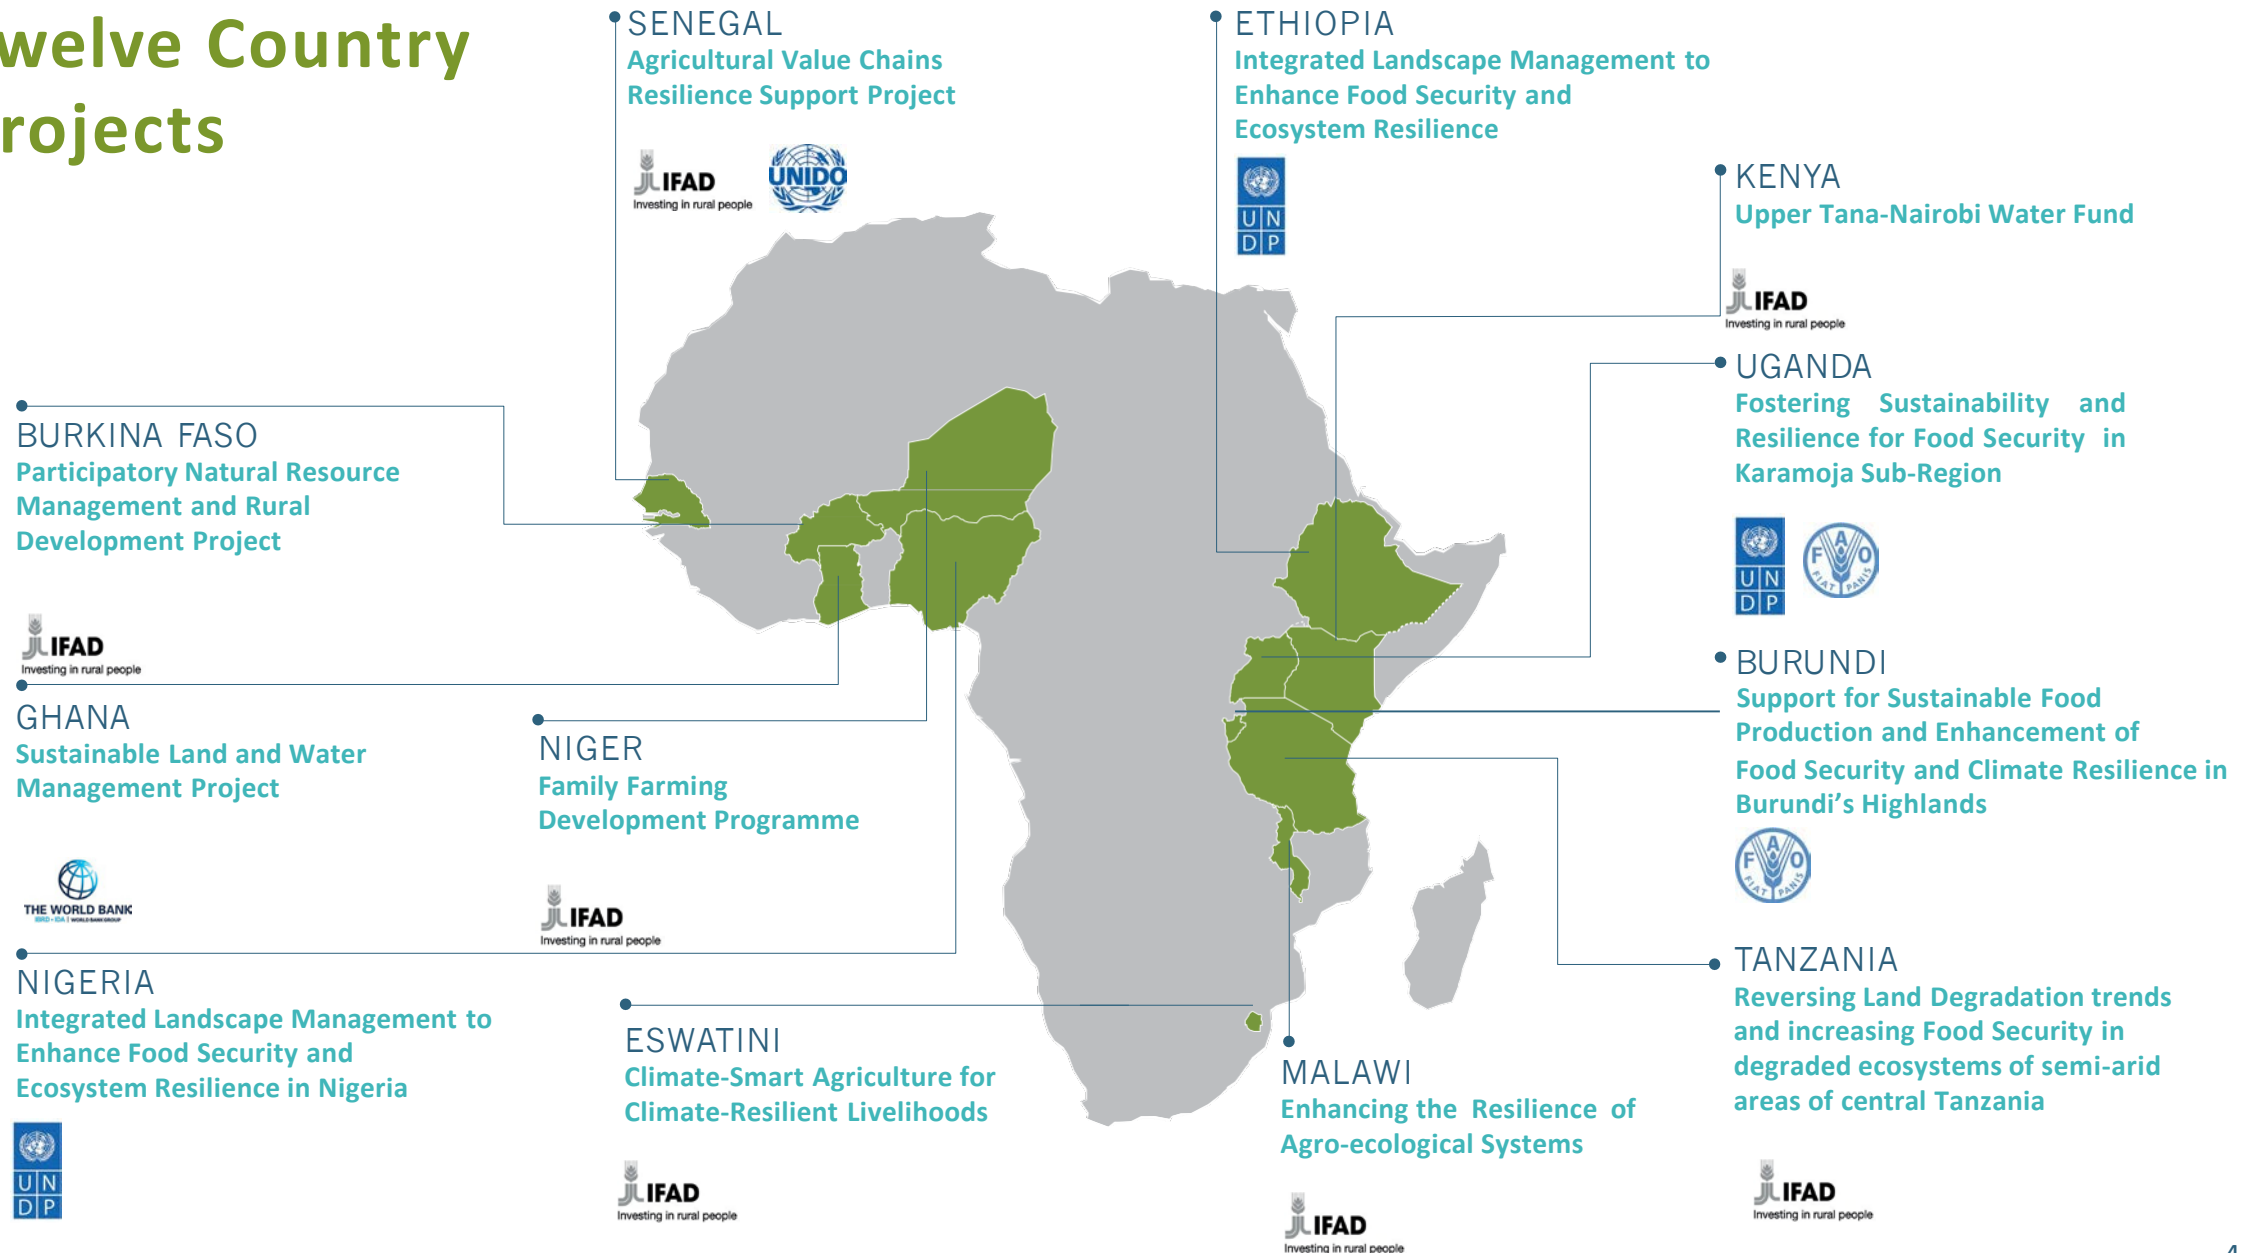 welve Country
rojects
SENEGAL
Agricultural Value Chains
Resilience Support Project
IFAD
Investing in rural people
UNIDO
ETHIOPIA
Integrated Landscape Management to
Enhance Food Security and
Ecosystem Resilience
U N
D P
KENYA
Upper Tana-Nairobi Water Fund
IFAD
Investing in rural people
UGANDA
Fostering Sustainability and
Resilience for Food Security in
Karamoja Sub-Region
U N
D P
F A O
FIAT PANIS
BURKINA FASO
Participatory Natural Resource
Management and Rural
Development Project
IFAD
Investing in rural people
BURUNDI
Support for Sustainable Food
Production and Enhancement of
Food Security and Climate Resilience in
Burundi’s Highlands
F A O
FIAT PANIS
GHANA
Sustainable Land and Water
Management Project
THE WORLD BANK
IBRD • IDA | WORLD BANK GROUP
NIGER
Family Farming
Development Programme
IFAD
Investing in rural people
NIGERIA
Integrated Landscape Management to
Enhance Food Security and
Ecosystem Resilience in Nigeria
U N
D P
ESWATINI
Climate-Smart Agriculture for
Climate-Resilient Livelihoods
IFAD
Investing in rural people
MALAWI
Enhancing the Resilience of
Agro-ecological Systems
IFAD
Investing in rural people
TANZANIA
Reversing Land Degradation trends
and increasing Food Security in
degraded ecosystems of semi-arid
areas of central Tanzania
IFAD
Investing in rural people
4